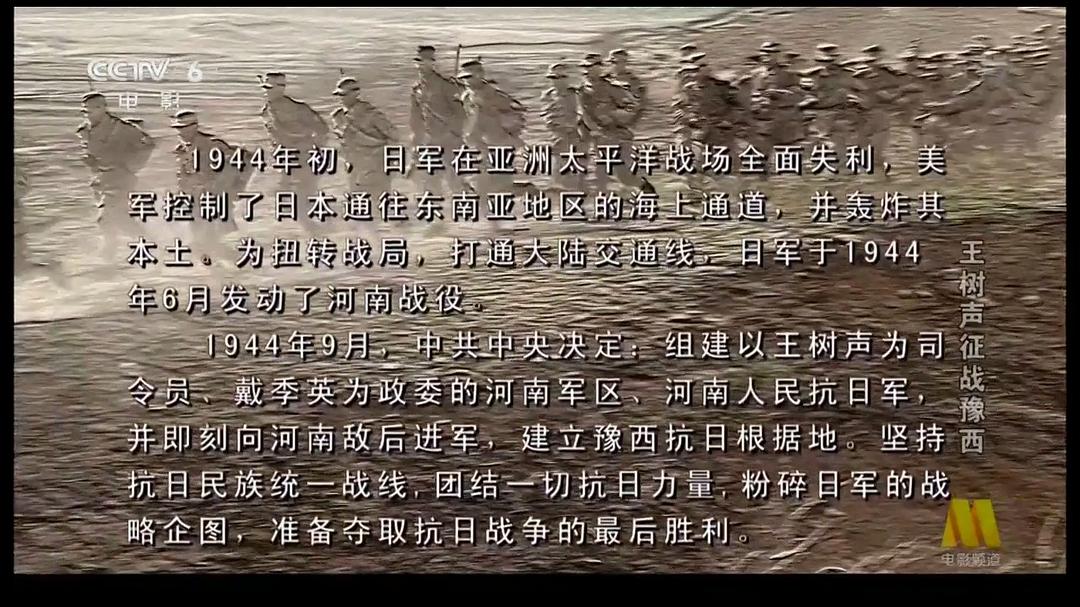 CCTV 6
电影
1944年初，日军在亚洲太平洋战场全面失利，美
军控制了日本通往东南亚地区的海上通道，并轰炸其
本土。为扭转战局，打通大陆交通线，日军于1944
年6月发动了河南战役。
1944年9月，中共中央决定：组建以王树声为司
令员、戴季英为政委的河南军区、河南人民抗日军，
并即刻向河南敌后进军，建立豫西抗日根据地。坚持
抗日民族统一战线，团结一切抗日力量，粉碎日军的战
略企图，准备夺取抗日战争的最后胜利。
王树声征战豫西
电影频道